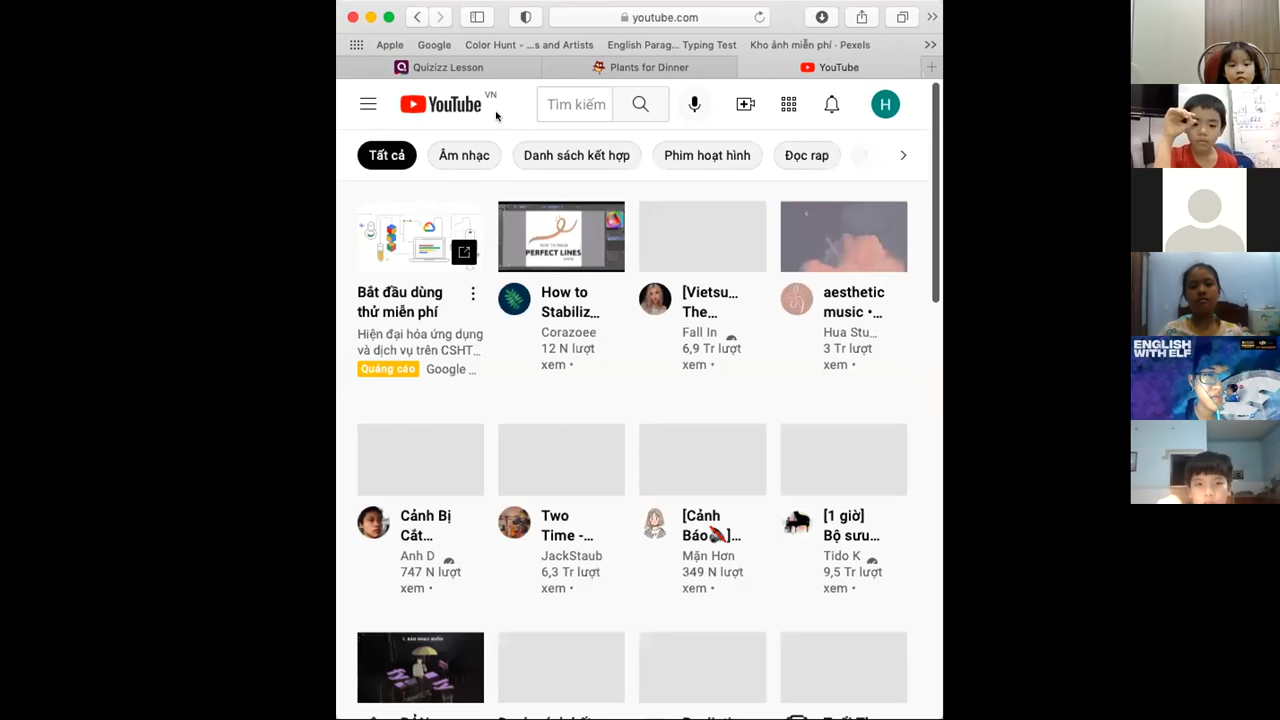 youtube.com
Apple
Google
Color Hunt - ...s and Artists
English Parag... Typing Test
Kho ảnh miễn phí · Pexels
Quizizz Lesson
Plants for Dinner
YouTube
YouTube VN
Tìm kiếm
H
Tất cả
Âm nhạc
Danh sách kết hợp
Phim hoạt hình
Đọc rap
HOW TO DRAW
PERFECT LINES
Bắt đầu dùng
thử miễn phí
Hiện đại hóa ứng dụng
và dịch vụ trên CSHT...
Quảng cáo
Google ...
How to
Stabiliz...
Corazoee
12 N lượt
xem •
[Vietsu...
The...
Fall In
6,9 Tr lượt
xem •
aesthetic
music •...
Hua Stu...
3 Tr lượt
xem •
Cảnh Bị
Cắt...
Anh D
747 N lượt
xem •
Two
Time -...
JackStaub
6,3 Tr lượt
xem •
[Cảnh
Báo]...
Mặn Hơn
349 N lượt
xem •
[1 giờ]
Bộ sưu...
Tido K
9,5 Tr lượt
xem •
ENGLISH
WITH ELF